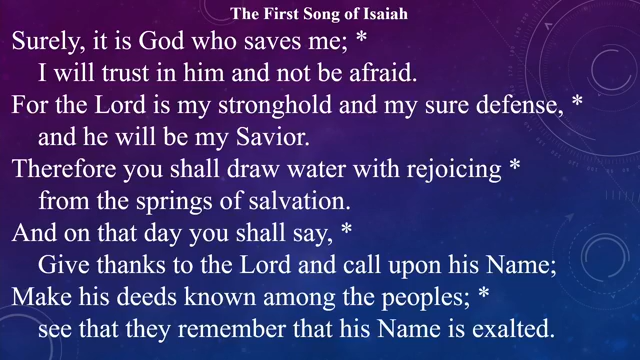 The First Song of Isaiah
Surely, it is God who saves me; *
I will trust in him and not be afraid.
For the Lord is my stronghold and my sure defense, *
and he will be my Savior.
Therefore you shall draw water with rejoicing *
from the springs of salvation.
And on that day you shall say, *
Give thanks to the Lord and call upon his Name;
Make his deeds known among the peoples; *
see that they remember that his Name is exalted.